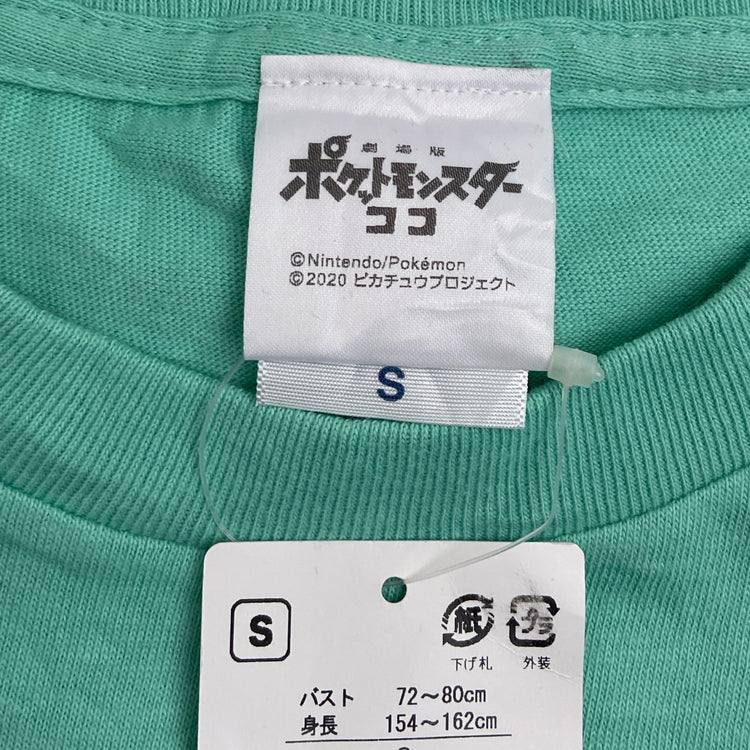 劇場版
ポケットモンスター
ココ
©Nintendo/Pokémon
©2020 ピカチュウプロジェクト
S
S
紙 プラ
下げ札 外装
バスト 72～80cm
身長 154～162cm